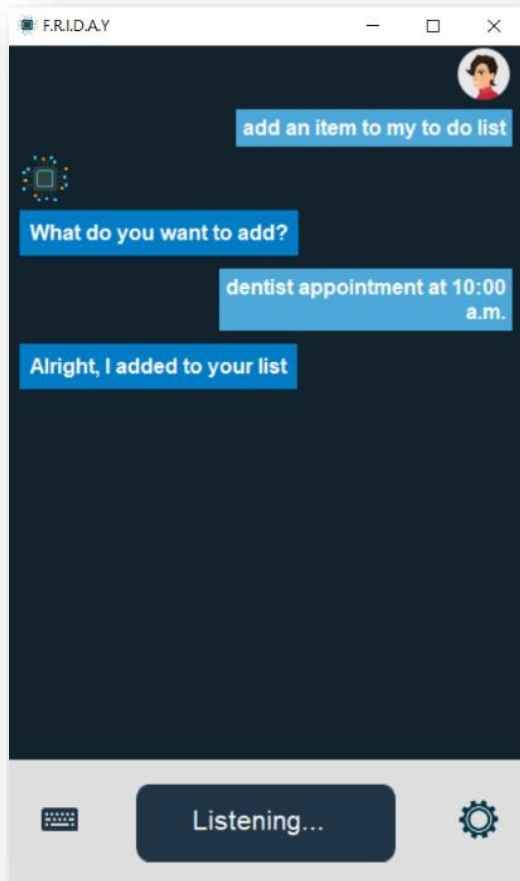 F.R.I.D.A.Y
add an item to my to do list
What do you want to add?
dentist appointment at 10:00
a.m.
Alright, I added to your list
Listening...